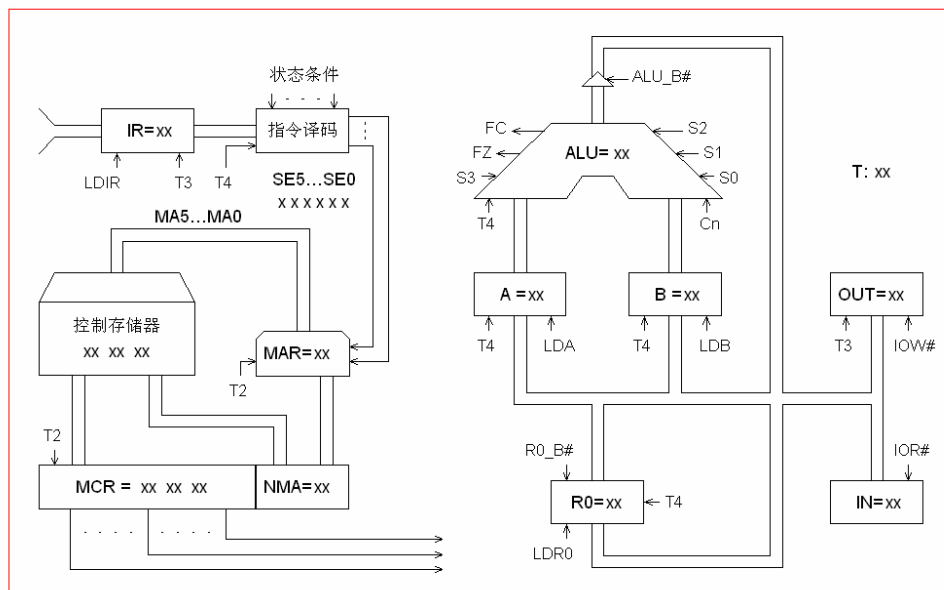 状态条件
IR=xx
指令译码
LDIR
T3
T4
SE5...SE0
x x x x x x
MA5...MA0
控制存储器
xx xx xx
MAR=xx
T2
T2
MCR = xx xx xx
NMA=xx
ALU_B#
FC
S2
FZ
ALU= xx
S1
S3
S0
T4
Cn
T: xx
A =xx
B =xx
OUT=xx
T4
LDA
T4
LDB
T3
IOW#
R0_B#
IOR#
R0=xx
T4
IN=xx
LDR0